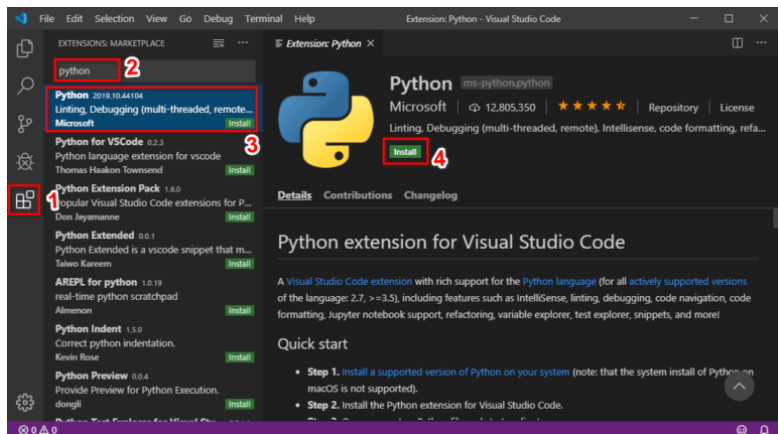 File Edit Selection View Go Debug Terminal Help Extension: Python - Visual Studio Code
EXTENSIONS: MARKETPLACE
python
2
Python 2019.10.44104
Linting, Debugging (multi-threaded, remote...
Microsoft Install
3
Python for VSCode 0.2.3
Python language extension for vscode
Thomas Haakon Townsend Install
1
Python Extension Pack 1.6.0
Popular Visual Studio Code extensions for P...
Don Jayamanne Install
Python Extended 0.0.1
Python Extended is a vscode snippet that m...
Taiwo Kareem Install
AREPL for python 1.0.19
real-time python scratchpad
Almenon Install
Python Indent 1.5.0
Correct python indentation.
Kevin Rose Install
Python Preview 0.0.4
Provide Preview for Python Execution.
dongli Install
0 0
Extension: Python
Python ms-python.python
Microsoft 12,805,350 Repository License
Linting, Debugging (multi-threaded, remote), Intellisense, code formatting, refa...
Install
4
Details Contributions Changelog
Python extension for Visual Studio Code
A Visual Studio Code extension with rich support for the Python language (for all actively supported versions
of the language: 2.7, >=3.5), including features such as IntelliSense, linting, debugging, code navigation, code
formatting, Jupyter notebook support, refactoring, variable explorer, test explorer, snippets, and more!
Quick start
• Step 1. Install a supported version of Python on your system (note: that the system install of Python on
macOS is not supported).
• Step 2. Install the Python extension for Visual Studio Code.